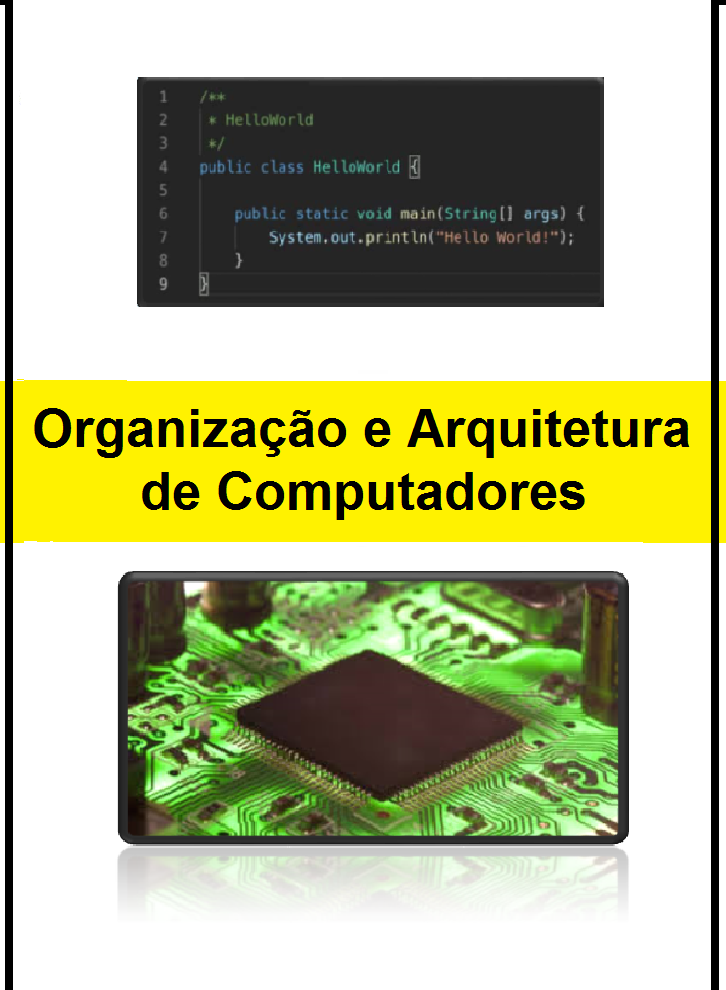 1 /**
2 * HelloWorld
3 */
4 public class HelloWorld {
5
6 public static void main(String[] args) {
7 System.out.println("Hello World!");
8 }
9 }
Organização e Arquitetura
de Computadores